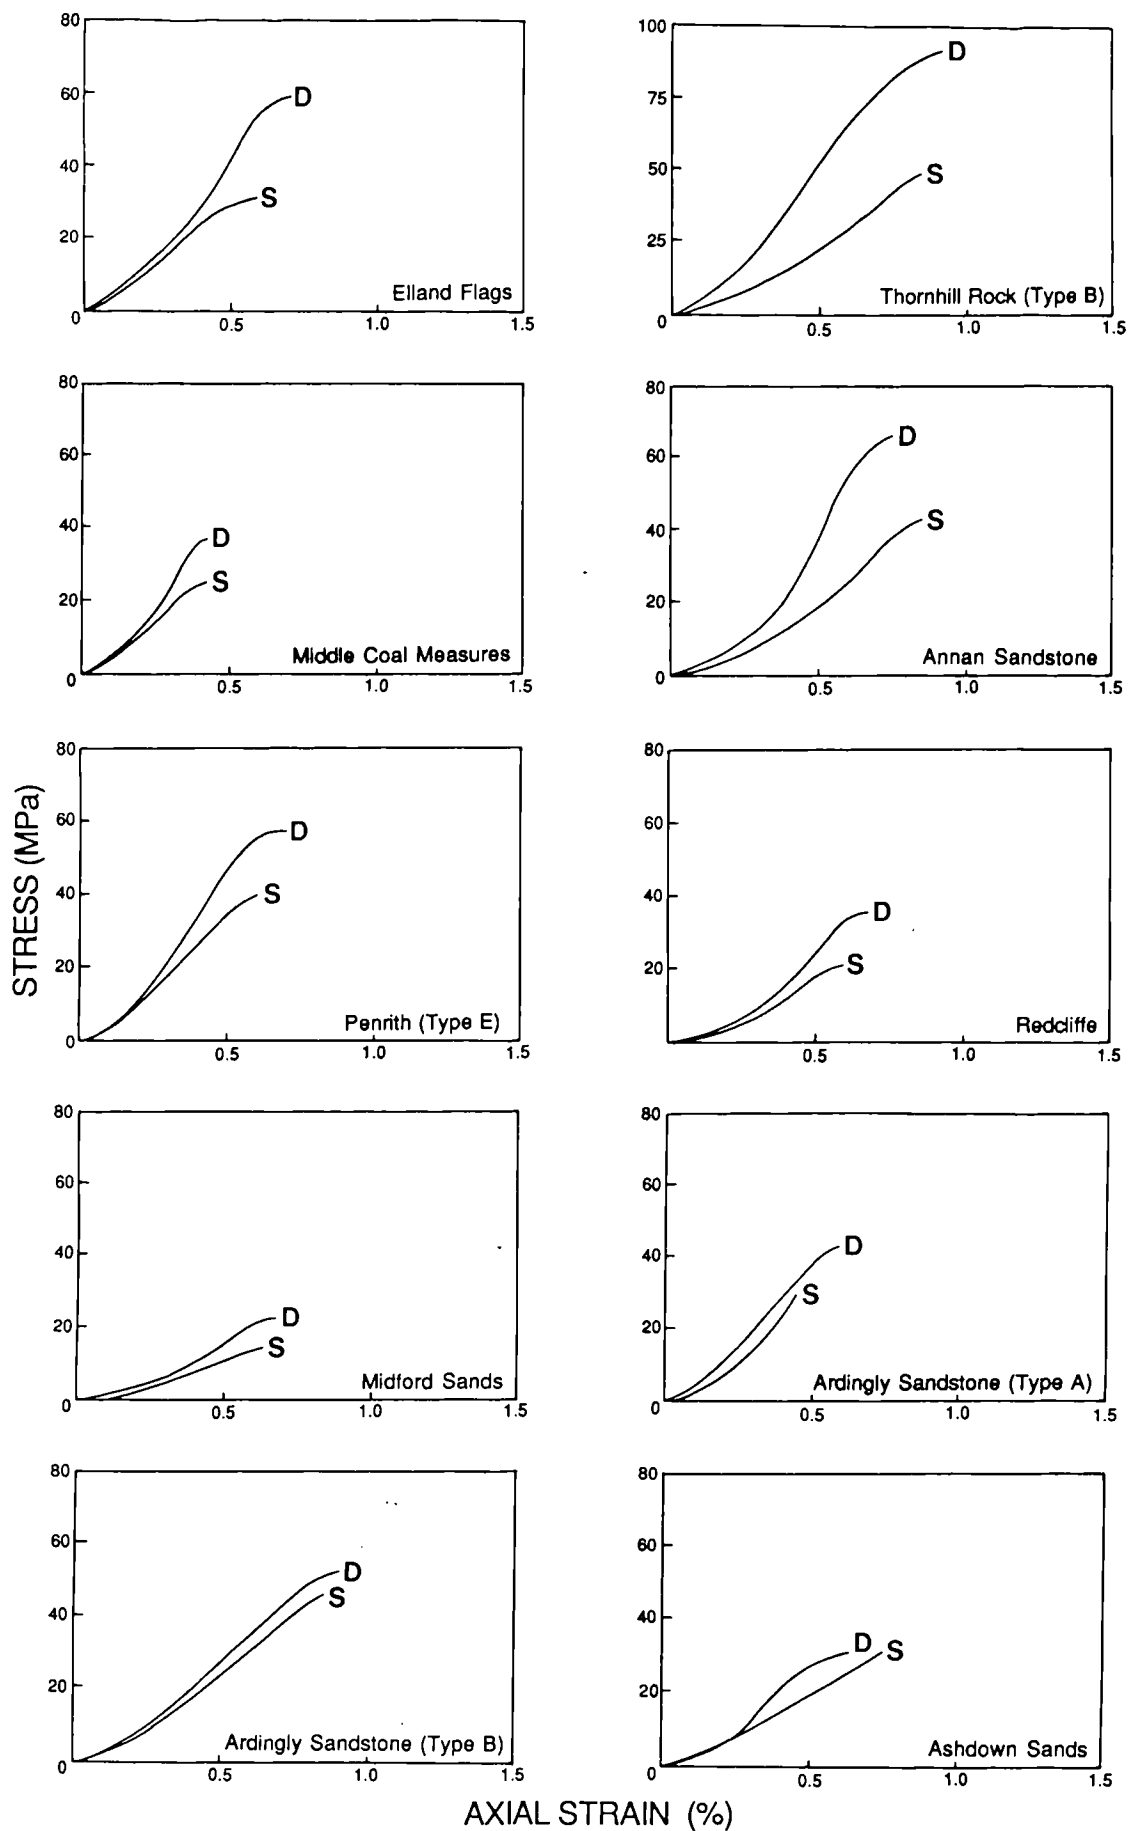 80
60
40
20
0
0.5
1.0
1.5
D
S
Elland Flags
100
75
50
25
0
0.5
1.0
1.5
D
S
Thornhill Rock (Type B)
80
60
40
20
0
0.5
1.0
1.5
D
S
Middle Coal Measures
80
60
40
20
0
0.5
1.0
1.5
D
S
Annan Sandstone
STRESS (MPa)
80
60
40
20
0
0.5
1.0
1.5
D
S
Penrith (Type E)
80
60
40
20
0
0.5
1.0
1.5
D
S
Redcliffe
80
60
40
20
0
0.5
1.0
1.5
D
S
Midford Sands
80
60
40
20
0
0.5
1.0
1.5
D
S
Ardingly Sandstone (Type A)
80
60
40
20
0
0.5
1.0
1.5
D
S
Ardingly Sandstone (Type B)
80
60
40
20
0
0.5
1.0
1.5
D
S
Ashdown Sands
AXIAL STRAIN (%)